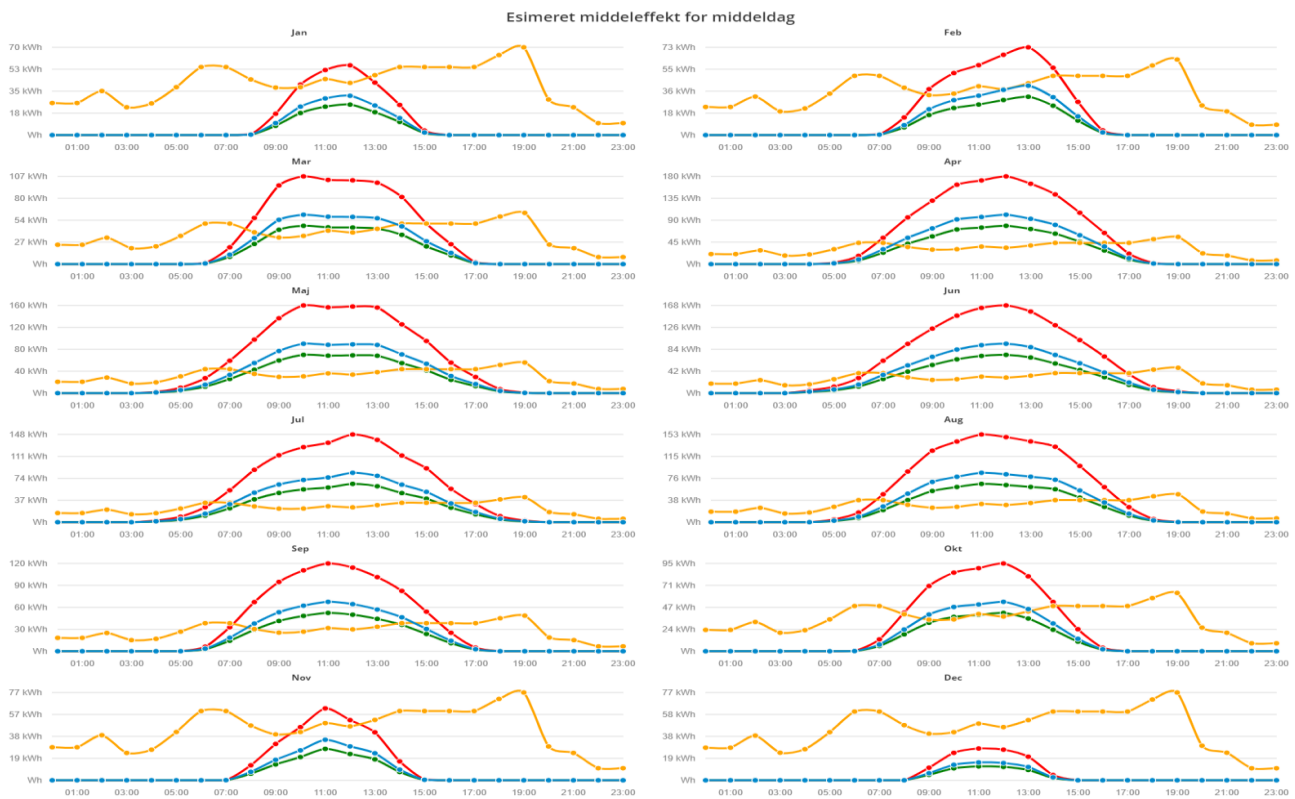 Esimeret middeleffekt for middeldag
Jan
70 kWh
53 kWh
35 kWh
18 kWh
Wh
01:00 03:00 05:00 07:00 09:00 11:00 13:00 15:00 17:00 19:00 21:00 23:00
Feb
73 kWh
55 kWh
36 kWh
18 kWh
Wh
01:00 03:00 05:00 07:00 09:00 11:00 13:00 15:00 17:00 19:00 21:00 23:00
Mar
107 kWh
80 kWh
54 kWh
27 kWh
Wh
01:00 03:00 05:00 07:00 09:00 11:00 13:00 15:00 17:00 19:00 21:00 23:00
Apr
180 kWh
135 kWh
90 kWh
45 kWh
Wh
01:00 03:00 05:00 07:00 09:00 11:00 13:00 15:00 17:00 19:00 21:00 23:00
Maj
160 kWh
120 kWh
80 kWh
40 kWh
Wh
01:00 03:00 05:00 07:00 09:00 11:00 13:00 15:00 17:00 19:00 21:00 23:00
Jun
168 kWh
126 kWh
84 kWh
42 kWh
Wh
01:00 03:00 05:00 07:00 09:00 11:00 13:00 15:00 17:00 19:00 21:00 23:00
Jul
148 kWh
111 kWh
74 kWh
37 kWh
Wh
01:00 03:00 05:00 07:00 09:00 11:00 13:00 15:00 17:00 19:00 21:00 23:00
Aug
153 kWh
115 kWh
76 kWh
38 kWh
Wh
01:00 03:00 05:00 07:00 09:00 11:00 13:00 15:00 17:00 19:00 21:00 23:00
Sep
120 kWh
90 kWh
60 kWh
30 kWh
Wh
01:00 03:00 05:00 07:00 09:00 11:00 13:00 15:00 17:00 19:00 21:00 23:00
Okt
95 kWh
71 kWh
47 kWh
24 kWh
Wh
01:00 03:00 05:00 07:00 09:00 11:00 13:00 15:00 17:00 19:00 21:00 23:00
Nov
77 kWh
57 kWh
38 kWh
19 kWh
Wh
01:00 03:00 05:00 07:00 09:00 11:00 13:00 15:00 17:00 19:00 21:00 23:00
Dec
77 kWh
58 kWh
38 kWh
19 kWh
Wh
01:00 03:00 05:00 07:00 09:00 11:00 13:00 15:00 17:00 19:00 21:00 23:00